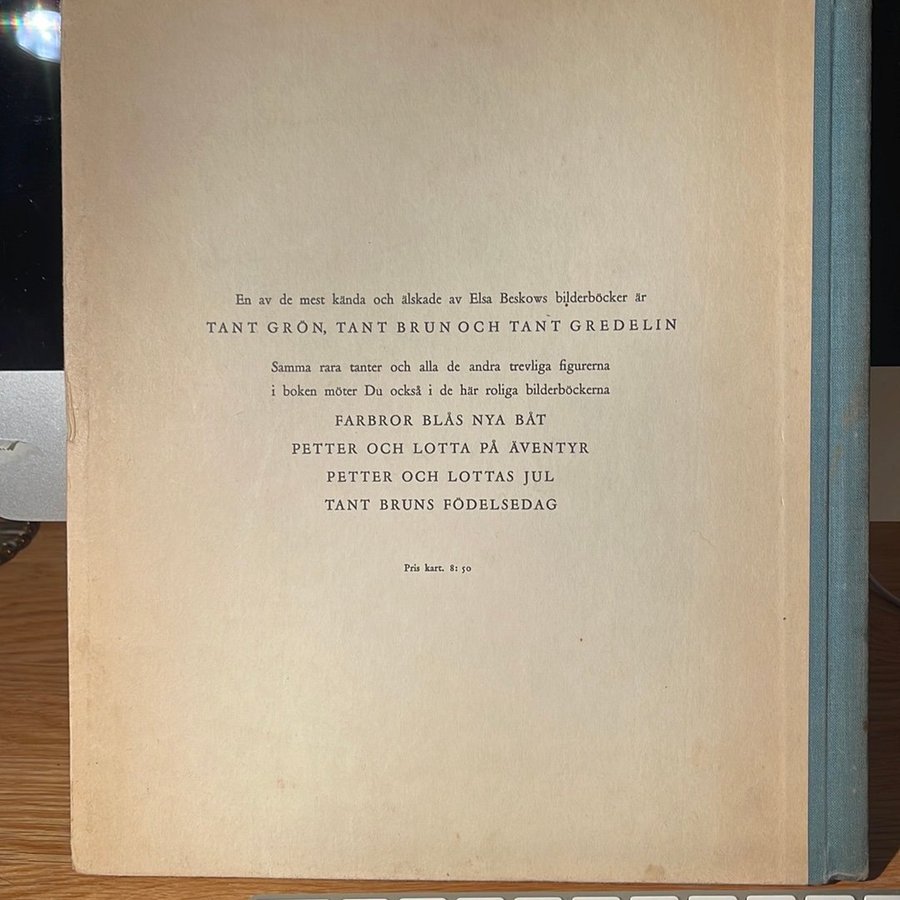 En av de mest kända och älskade av Elsa Beskows bilderböcker är
TANT GRÖN, TANT BRUN OCH TANT GREDELIN
Samma rara tanter och alla de andra trevliga figurerna
i boken möter Du också i de här roliga bilderböckerna
FARBROR BLÅS NYA BÅT
PETTER OCH LOTTA PÅ ÄVENTYR
PETTER OCH LOTTAS JUL
TANT BRUNS FÖDELSEDAG
Pris kart. 8: 50